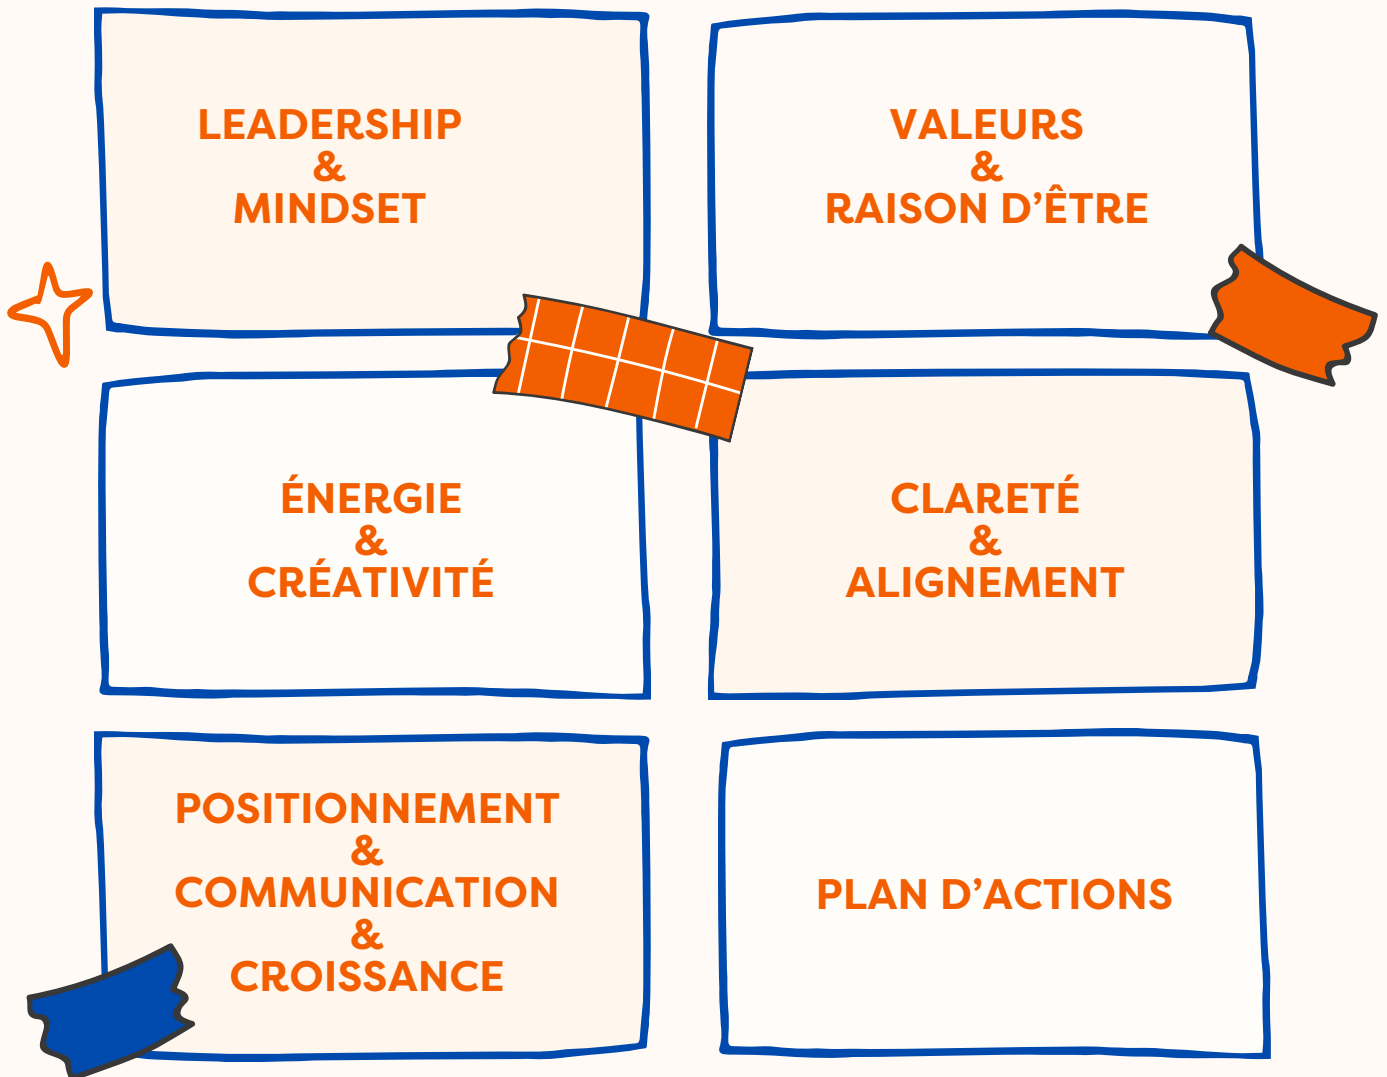 LEADERSHIP
&
MINDSET
VALEURS
&
RAISON D’ÊTRE
ÉNERGIE
&
CRÉATIVITÉ
CLARETÉ
&
ALIGNEMENT
POSITIONNEMENT
&
COMMUNICATION
&
CROISSANCE
PLAN D’ACTIONS